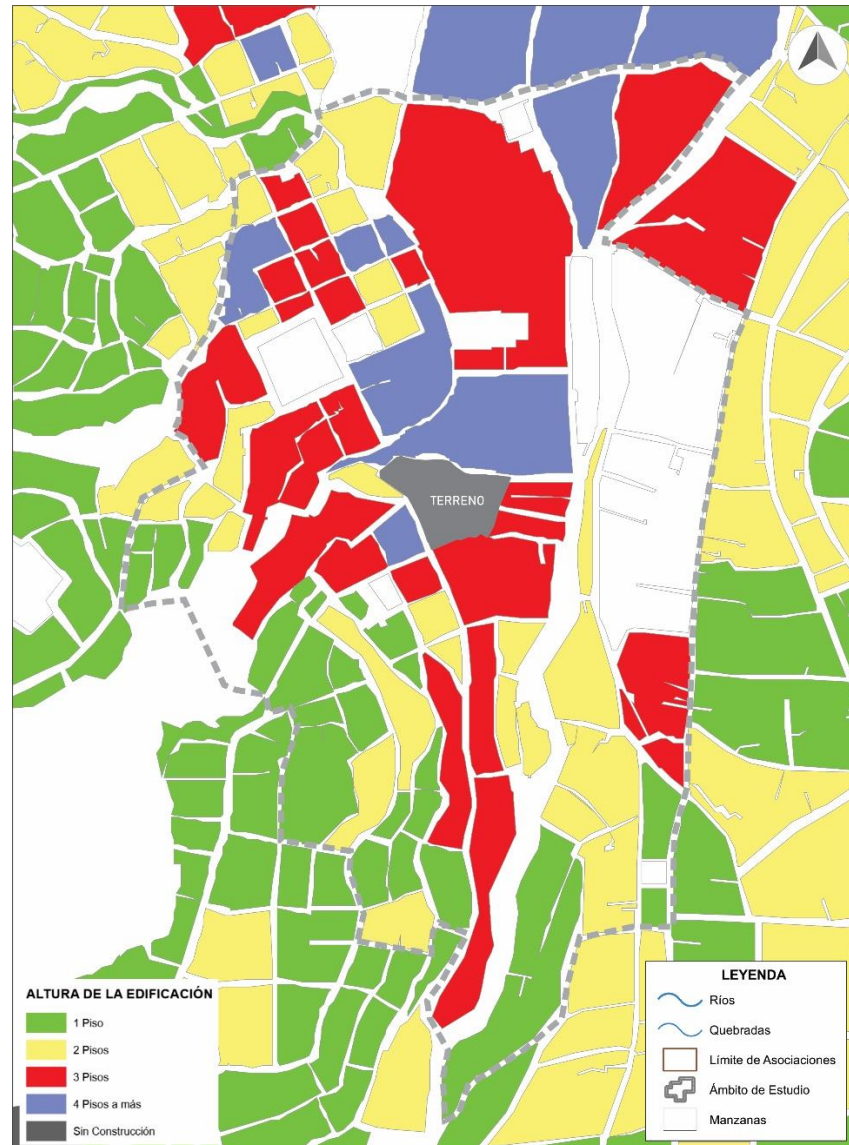 TERRENO
ALTURA DE LA EDIFICACIÓN
1 Piso
2 Pisos
3 Pisos
4 Pisos a más
Sin Construcción
LEYENDA
Ríos
Quebradas
Límite de Asociaciones
Ámbito de Estudio
Manzanas